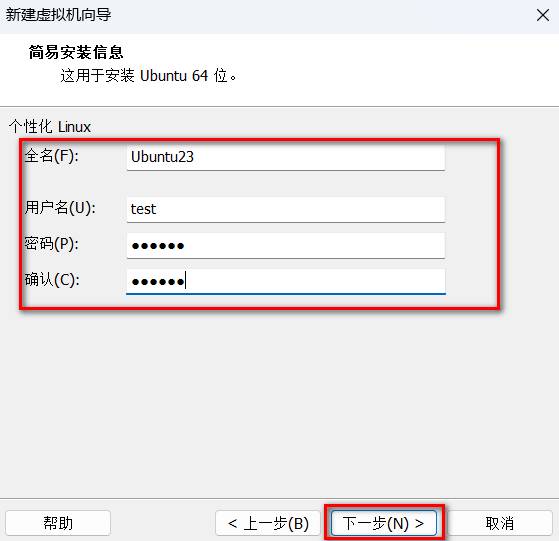 新建虚拟机向导
简易安装信息
这用于安装 Ubuntu 64 位。
个性化 Linux
全名(F): Ubuntu23
用户名(U): test
密码(P): ●●●●●●
确认(C): ●●●●●●
帮助 < 上一步(B) 下一步(N) > 取消